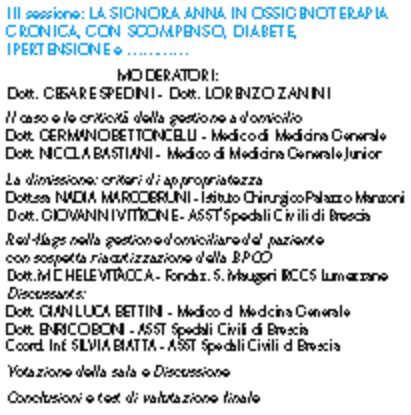 III sessione: LA SIGNORA ANNA IN OSSIGENOTERAPIA
CRONICA, CON SCOMPENSO, DIABETE,
IPERTENSIONE e ............
MODERATORI:
Dott. CESARE SPEDINI - Dott. LORENZO ZANINI
Il caso e le criticità della gestione a domicilio
Dott. GERMANO BETTONCELLI - Medico di Medicina Generale
Dott. NICOLA BASTIANI - Medico di Medicina Generale Junior
La dimissione: criteri di appropriatezza
Dott.ssa NADIA MARCOBRUNI - Istituto Chirurgico Palazzo Manzoni
Dott. GIOVANNI VITRONE - ASST Spedali Civili di Brescia
Red-flags nella gestione domiciliare del paziente
con sospetta riacutizzazione della BPCO
Dott. MICHELE VITACCA - Fondaz. S. Maugeri IRCCS Lumezzane
Discussants:
Dott. GIANLUCA BETTINI - Medico di Medicina Generale
Dott. ENRICO BONI - ASST Spedali Civili di Brescia
Coord. Inf. SILVIA BIATTA - ASST Spedali Civili di Brescia
Votazione della sala e Discussione
Conclusioni e test di valutazione finale